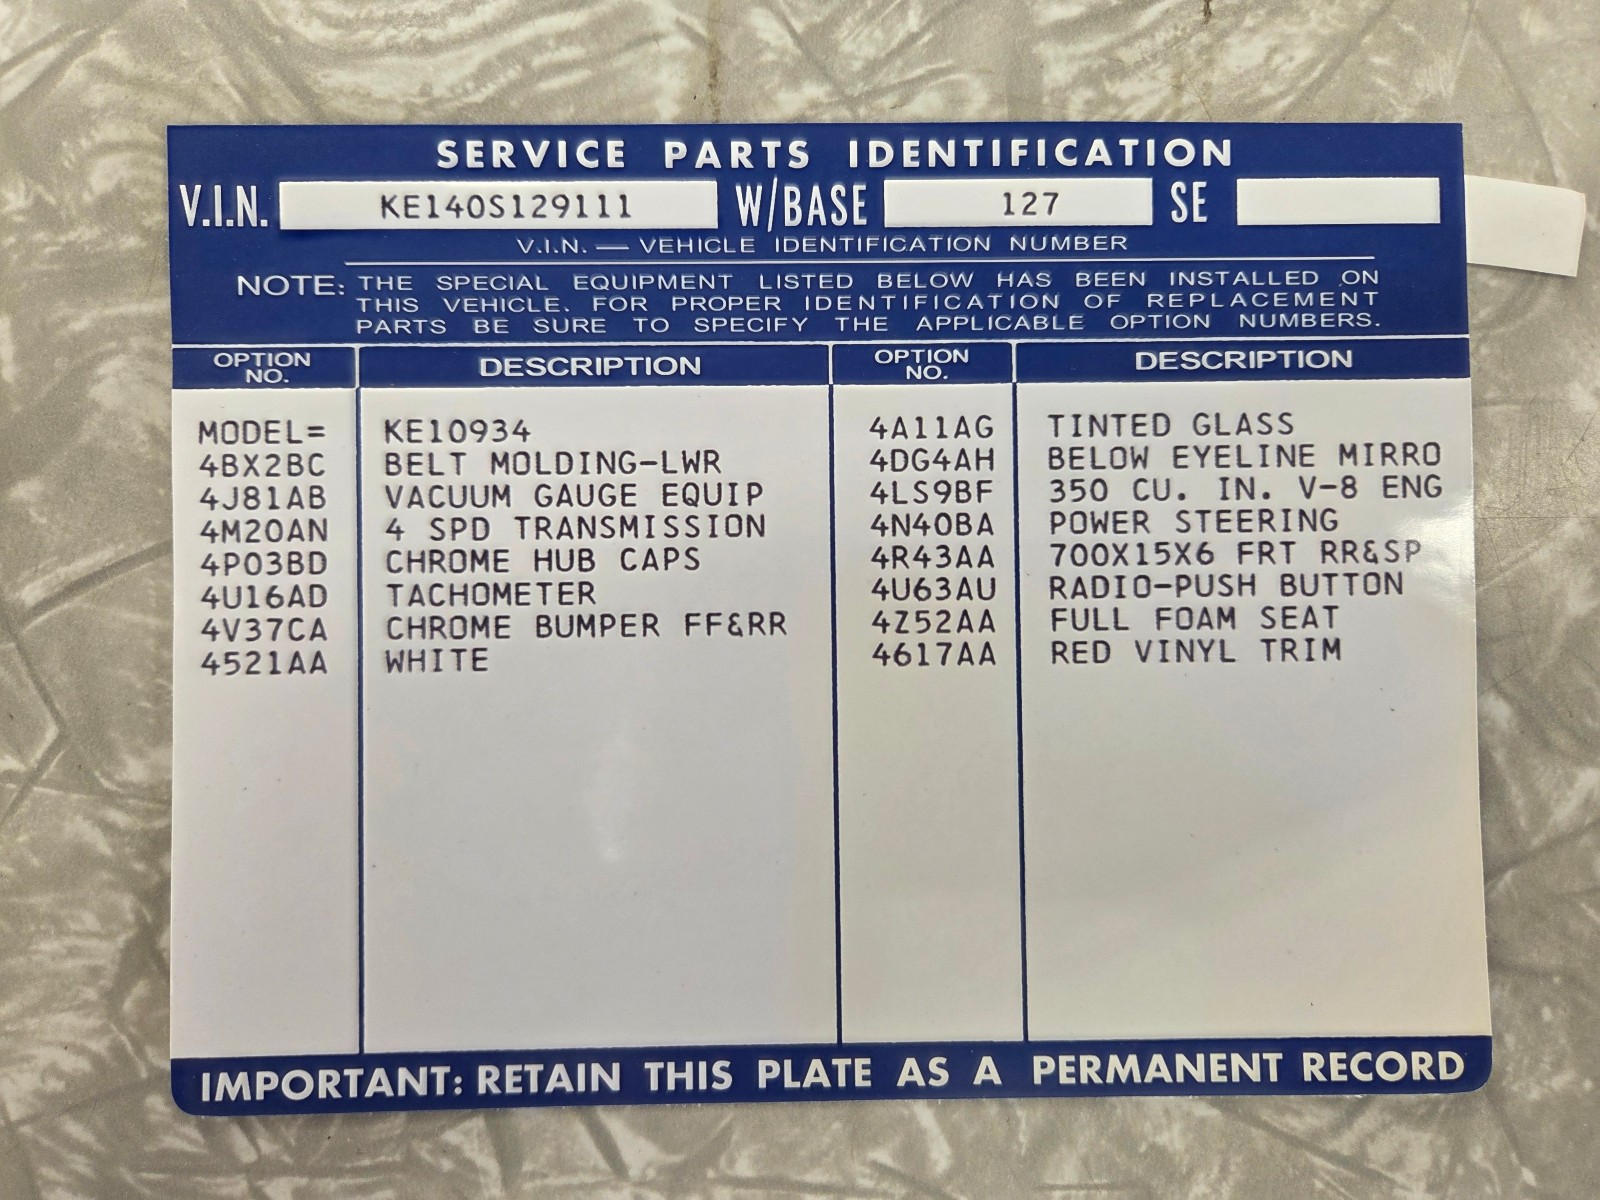 SERVICE PARTS IDENTIFICATION
V.I.N. KE140S129111 W/BASE 127 SE
V.I.N. — VEHICLE IDENTIFICATION NUMBER
NOTE: THE SPECIAL EQUIPMENT LISTED BELOW HAS BEEN INSTALLED ON
THIS VEHICLE. FOR PROPER IDENTIFICATION OF REPLACEMENT
PARTS BE SURE TO SPECIFY THE APPLICABLE OPTION NUMBERS.
OPTION NO. DESCRIPTION OPTION NO. DESCRIPTION
MODEL= KE10934 4A11AG TINTED GLASS
4BX2BC BELT MOLDING-LWR 4DG4AH BELOW EYELINE MIRRO
4J81AB VACUUM GAUGE EQUIP 4LS9BF 350 CU. IN. V-8 ENG
4M20AN 4 SPD TRANSMISSION 4N40BA POWER STEERING
4P03BD CHROME HUB CAPS 4R43AA 700X15X6 FRT RR&SP
4U16AD TACHOMETER 4U63AU RADIO-PUSH BUTTON
4V37CA CHROME BUMPER FF&RR 4Z52AA FULL FOAM SEAT
4521AA WHITE 4617AA RED VINYL TRIM
IMPORTANT: RETAIN THIS PLATE AS A PERMANENT RECORD